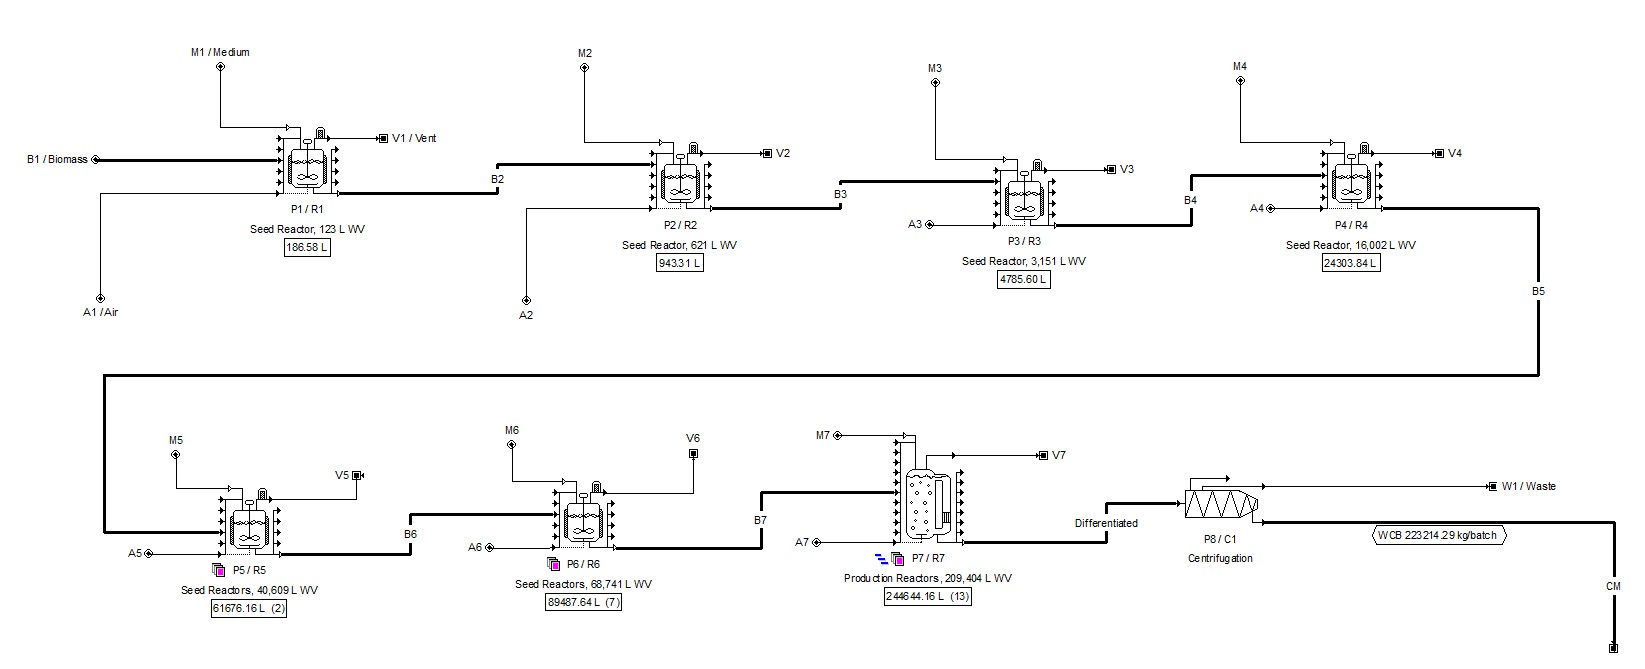 M1 / Medium
M2
M3
M4
V1 / Vent
V2
V3
V4
B1 / Biomass
B2
B3
B4
A3
A4
P1 / R1
Seed Reactor, 123 L WV
186.58 L
P2 / R2
Seed Reactor, 621 L WV
943.31 L
P3 / R3
Seed Reactor, 3,151 L WV
4785.60 L
P4 / R4
Seed Reactor, 16,002 L WV
24303.84 L
A1 / Air
A2
B5
M5
M6
M7
V5
V6
V7
B6
B7
Differentiated
W1 / Waste
A5
A6
A7
P5 / R5
Seed Reactors, 40,609 L WV
61676.16 L (2)
P6 / R6
Seed Reactors, 68,741 L WV
89487.64 L (7)
P7 / R7
Production Reactors, 209,404 L WV
244644.16 L (13)
P8 / C1
Centrifugation
WCB 223214.29 kg/batch
CM